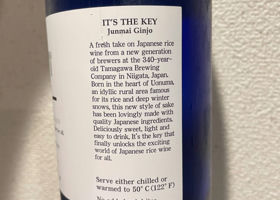 IT'S THE KEY
Junmai Ginjo
A fresh take on Japanese rice
wine from a new generation
of brewers at the 340-year-
old Tamagawa Brewing
Company in Niigata, Japan.
Born in the heart of Uonuma,
an idyllic rural area famous
for its rice and deep winter
snows, this new style of sake
has been lovingly made with
quality Japanese ingredients.
Deliciously sweet, light and
easy to drink, It's the key that
finally unlocks the exciting
world of Japanese rice wine
for all.
Serve either chilled or
warmed to 50°C (122°F)